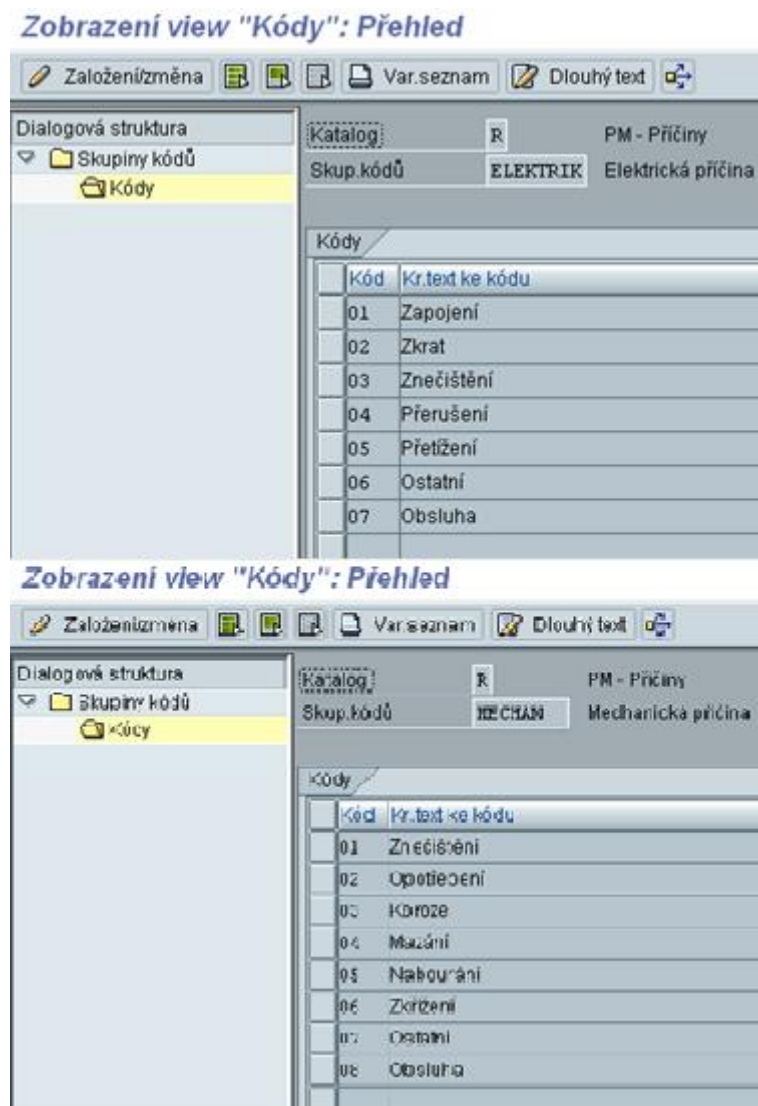 Zobrazení view "Kódy": Přehled
Založení/změna Var.seznam Dlouhý text
Dialogová struktura
Skupiny kódů
Kódy
Katalog R PM - Příčiny
Skup.kódů ELEKTRIK Elektrická příčina
Kódy
Kód Kr.text ke kódu
01 Zapojení
02 Zkrat
03 Znečištění
04 Přerušení
05 Přetížení
06 Ostatní
07 Obsluha
Zobrazení view "Kódy": Přehled
Založení/změna Var.seznam Dlouhý text
Dialogová struktura
Skupiny kódů
Kódy
Katalog R PM - Příčiny
Skup.kódů MECHAN Mechanická příčina
Kódy
Kód Kr.text ke kódu
01 Znečištění
02 Opotřebení
03 Koroze
04 Mazání
05 Nabourání
06 Zkřížení
07 Ostatní
08 Obsluha